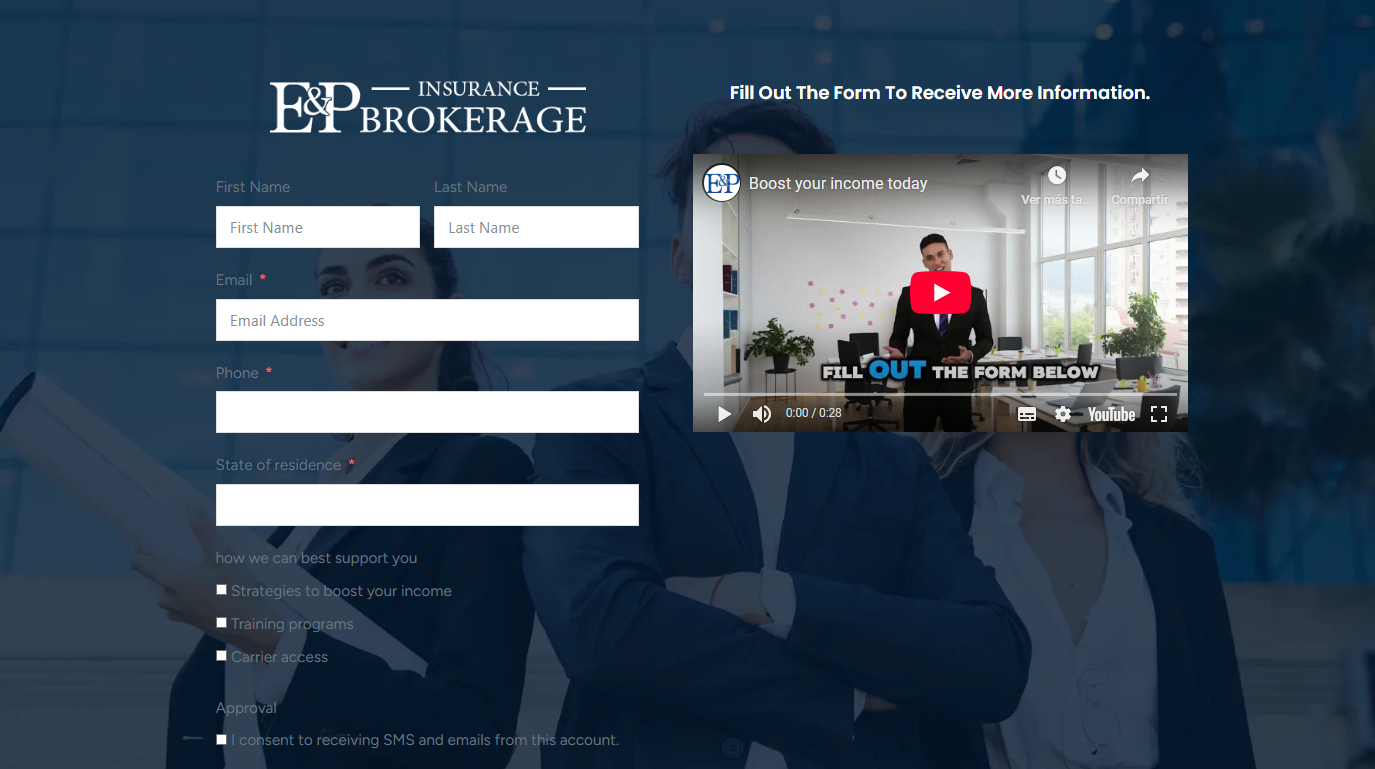 E&P INSURANCE
BROKERAGE
Fill Out The Form To Receive More Information.
First Name
Last Name
First Name
Last Name
Email *
Email Address
Phone *
State of residence *
how we can best support you
Strategies to boost your income
Training programs
Carrier access
Approval
I consent to receiving SMS and emails from this account.
E&P
Boost your income today
Ver más ta...
Compartir
FILL OUT THE FORM BELOW
0:00 / 0:28
YouTube